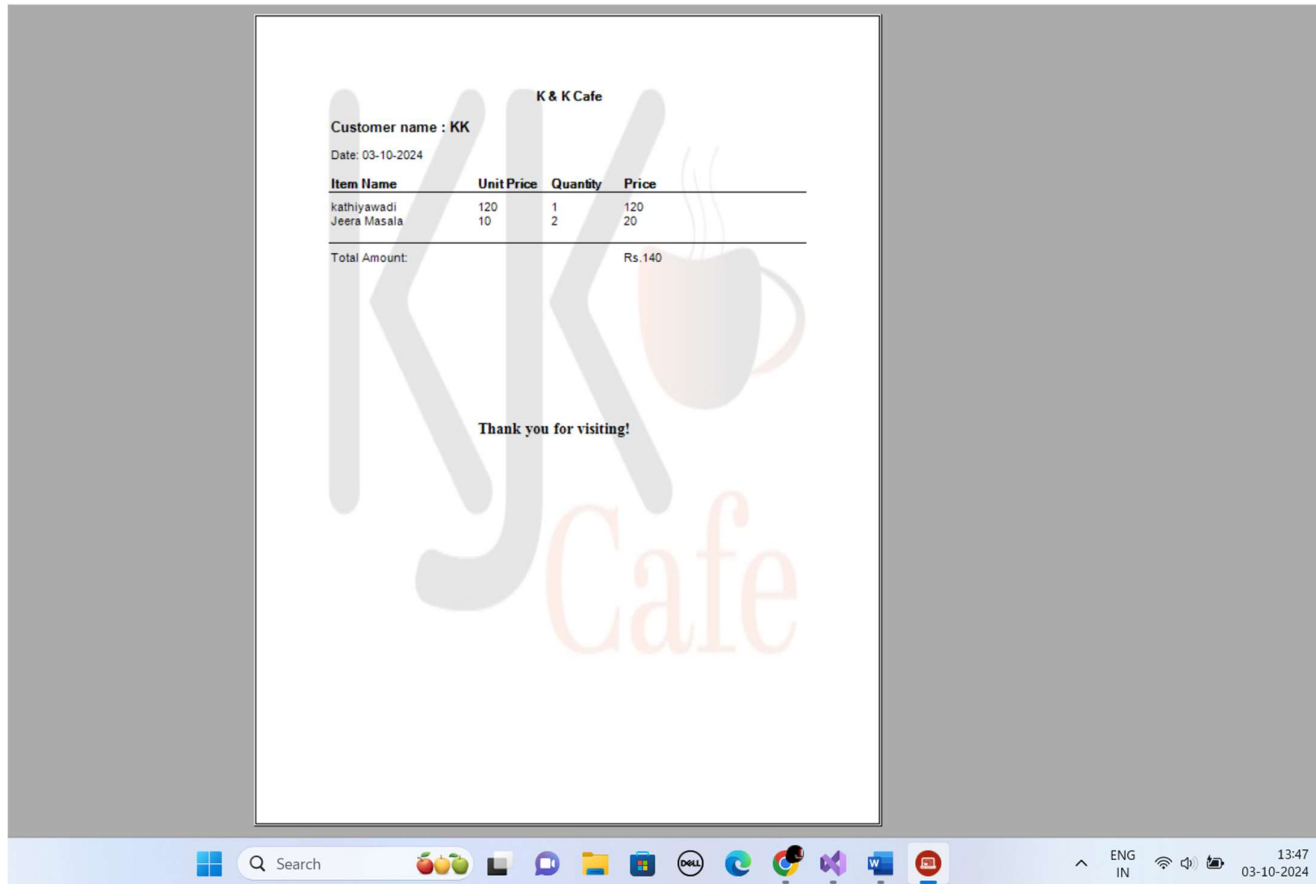 K & K Cafe
Customer name : KK
Date: 03-10-2024
Item Name Unit Price Quantity Price
kathiyawadi 120 1 120
Jeera Masala 10 2 20
Total Amount: Rs.140
Thank you for visiting!
KJK
Cafe
Search
DELL
W
ENG
IN
13:47
03-10-2024